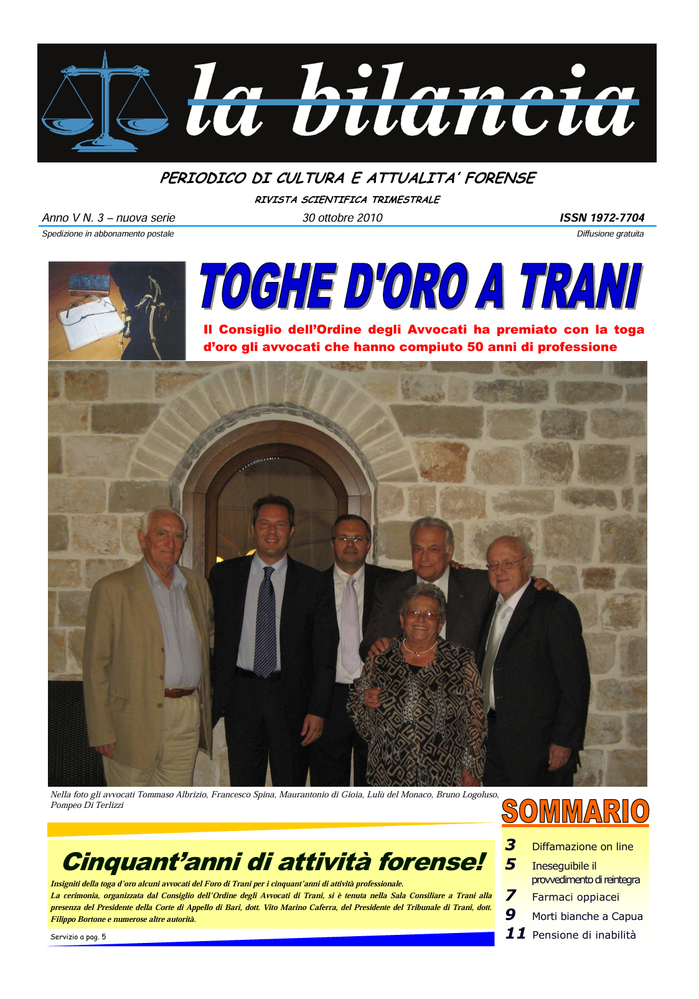 la bilancia
PERIODICO DI CULTURA E ATTUALITA' FORENSE
RIVISTA SCIENTIFICA TRIMESTRALE
Anno V N. 3 – nuova serie 30 ottobre 2010 ISSN 1972-7704
Spedizione in abbonamento postale Diffusione gratuita
TOGHE D'ORO A TRANI
Il Consiglio dell'Ordine degli Avvocati ha premiato con la toga
d'oro gli avvocati che hanno compiuto 50 anni di professione
Nella foto gli avvocati Tommaso Albrizio, Francesco Spina, Maurantonio di Gioia, Lulù del Monaco, Bruno Logoluso,
Pompeo Di Terlizzi
Cinquant'anni di attività forense!
Insigniti della toga d'oro alcuni avvocati del Foro di Trani per i cinquant'anni di attività professionale.
La cerimonia, organizzata dal Consiglio dell'Ordine degli Avvocati di Trani, si è tenuta nella Sala Consiliare a Trani alla
presenza del Presidente della Corte di Appello di Bari, dott. Vito Marino Caferra, del Presidente del Tribunale di Trani, dott.
Filippo Bortone e numerose altre autorità.
Servizio a pag. 5
SOMMARIO
3 Diffamazione on line
5 Ineseguibile il
provvedimento di reintegra
7 Farmaci oppiacei
9 Morti bianche a Capua
11 Pensione di inabilità